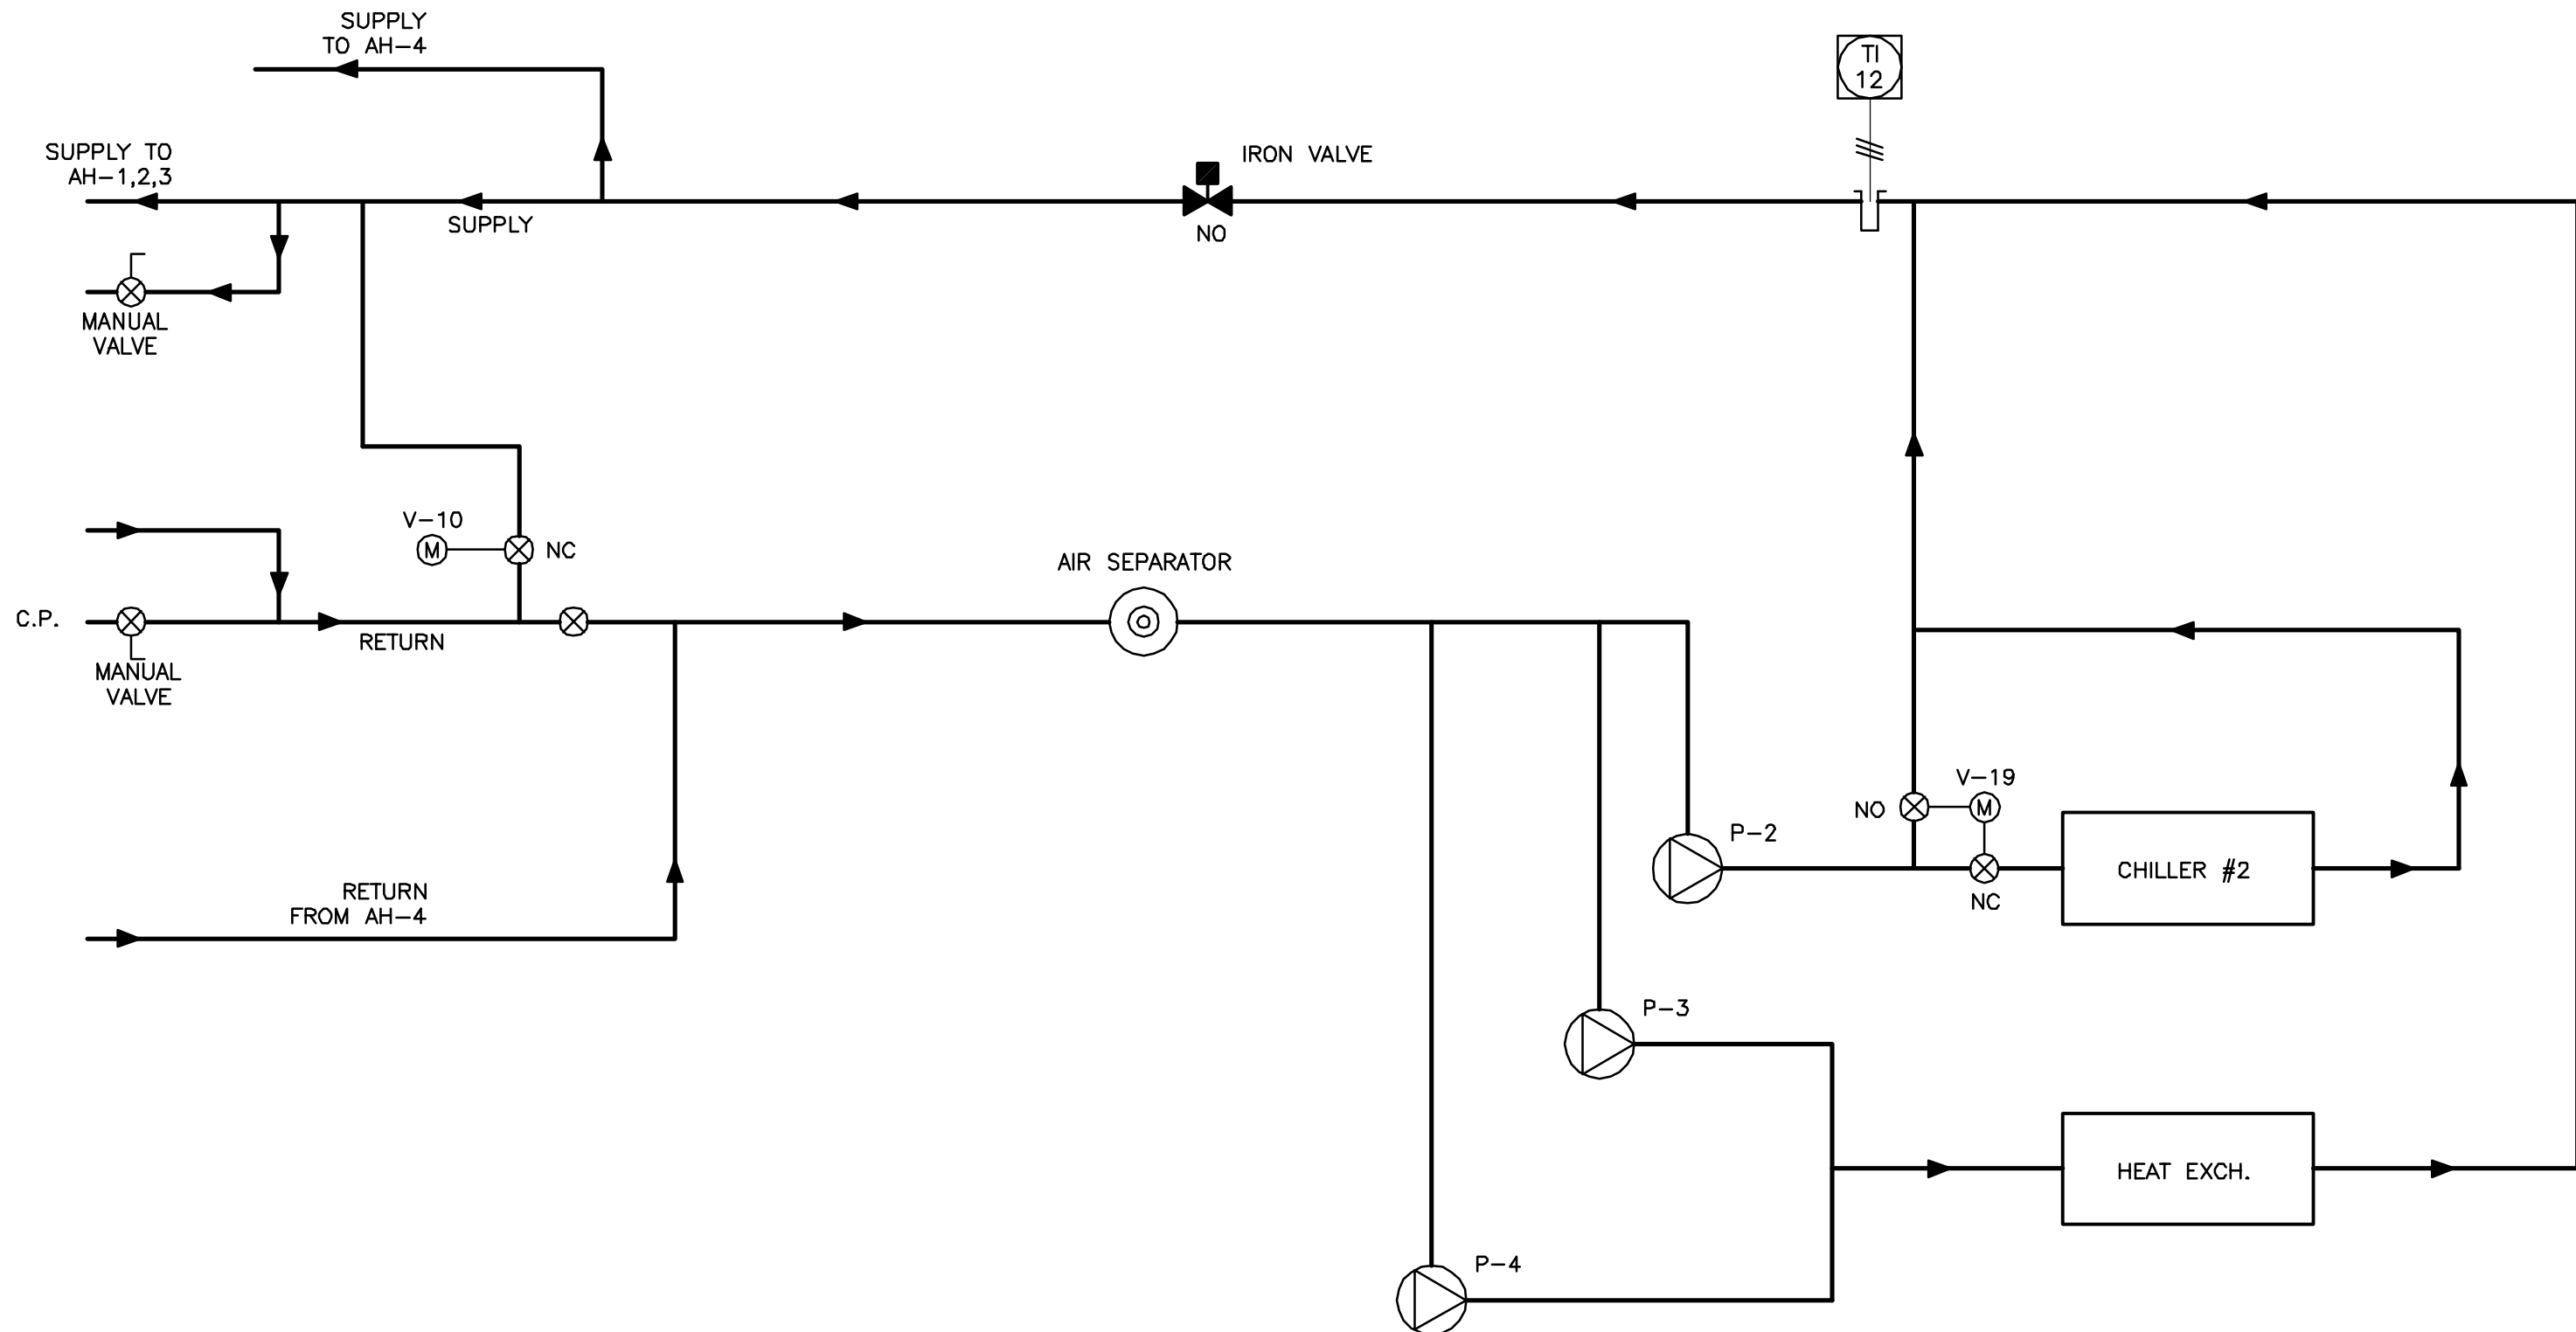 SUPPLY
TO AH-4
TI
12
SUPPLY TO
AH-1,2,3
IRON VALVE
SUPPLY
NO
MANUAL
VALVE
V-10
M
NC
AIR SEPARATOR
C.P.
RETURN
MANUAL
VALVE
V-19
NO
M
P-2
CHILLER #2
NC
RETURN
FROM AH-4
P-3
HEAT EXCH.
P-4